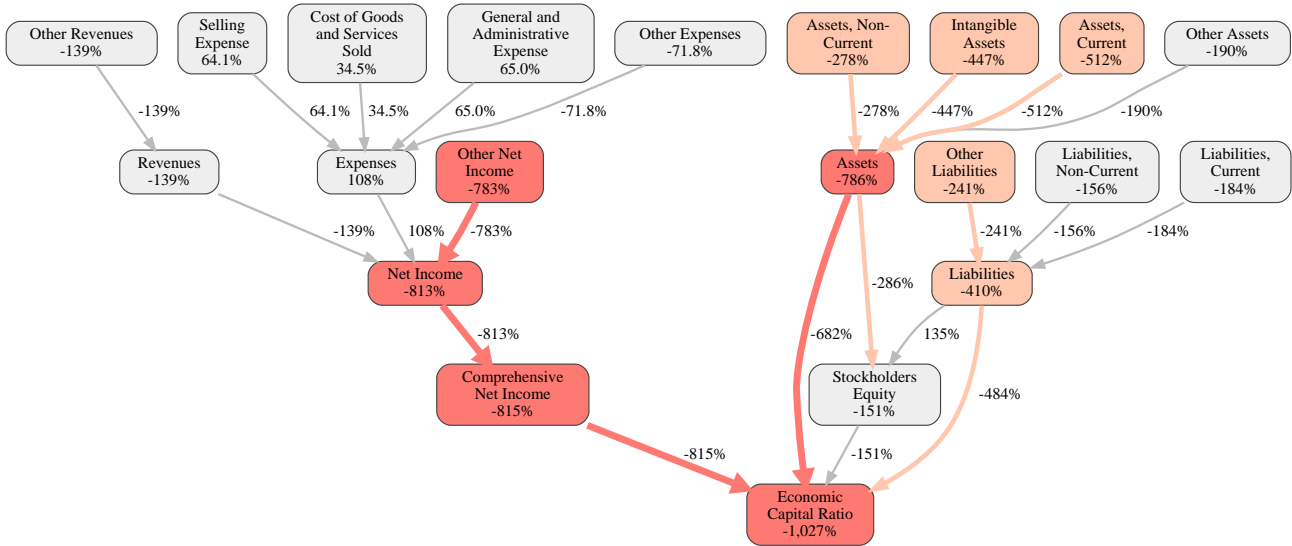 Other Revenues
-139%
Selling
Expense
64.1%
Cost of Goods
and Services
Sold
34.5%
General and
Administrative
Expense
65.0%
Other Expenses
-71.8%
Assets, Non-
Current
-278%
Intangible
Assets
-447%
Assets,
Current
-512%
Other Assets
-190%
-139%
64.1%
34.5%
65.0%
-71.8%
-278%
-447%
-512%
-190%
Revenues
-139%
Expenses
108%
Other Net
Income
-783%
Assets
-786%
Other
Liabilities
-241%
Liabilities,
Non-Current
-156%
Liabilities,
Current
-184%
-139%
108%
-783%
-241%
-156%
-184%
Net Income
-813%
-286%
Liabilities
-410%
-813%
-682%
135%
Comprehensive
Net Income
-815%
Stockholders
Equity
-151%
-484%
-815%
-151%
Economic
Capital Ratio
-1,027%